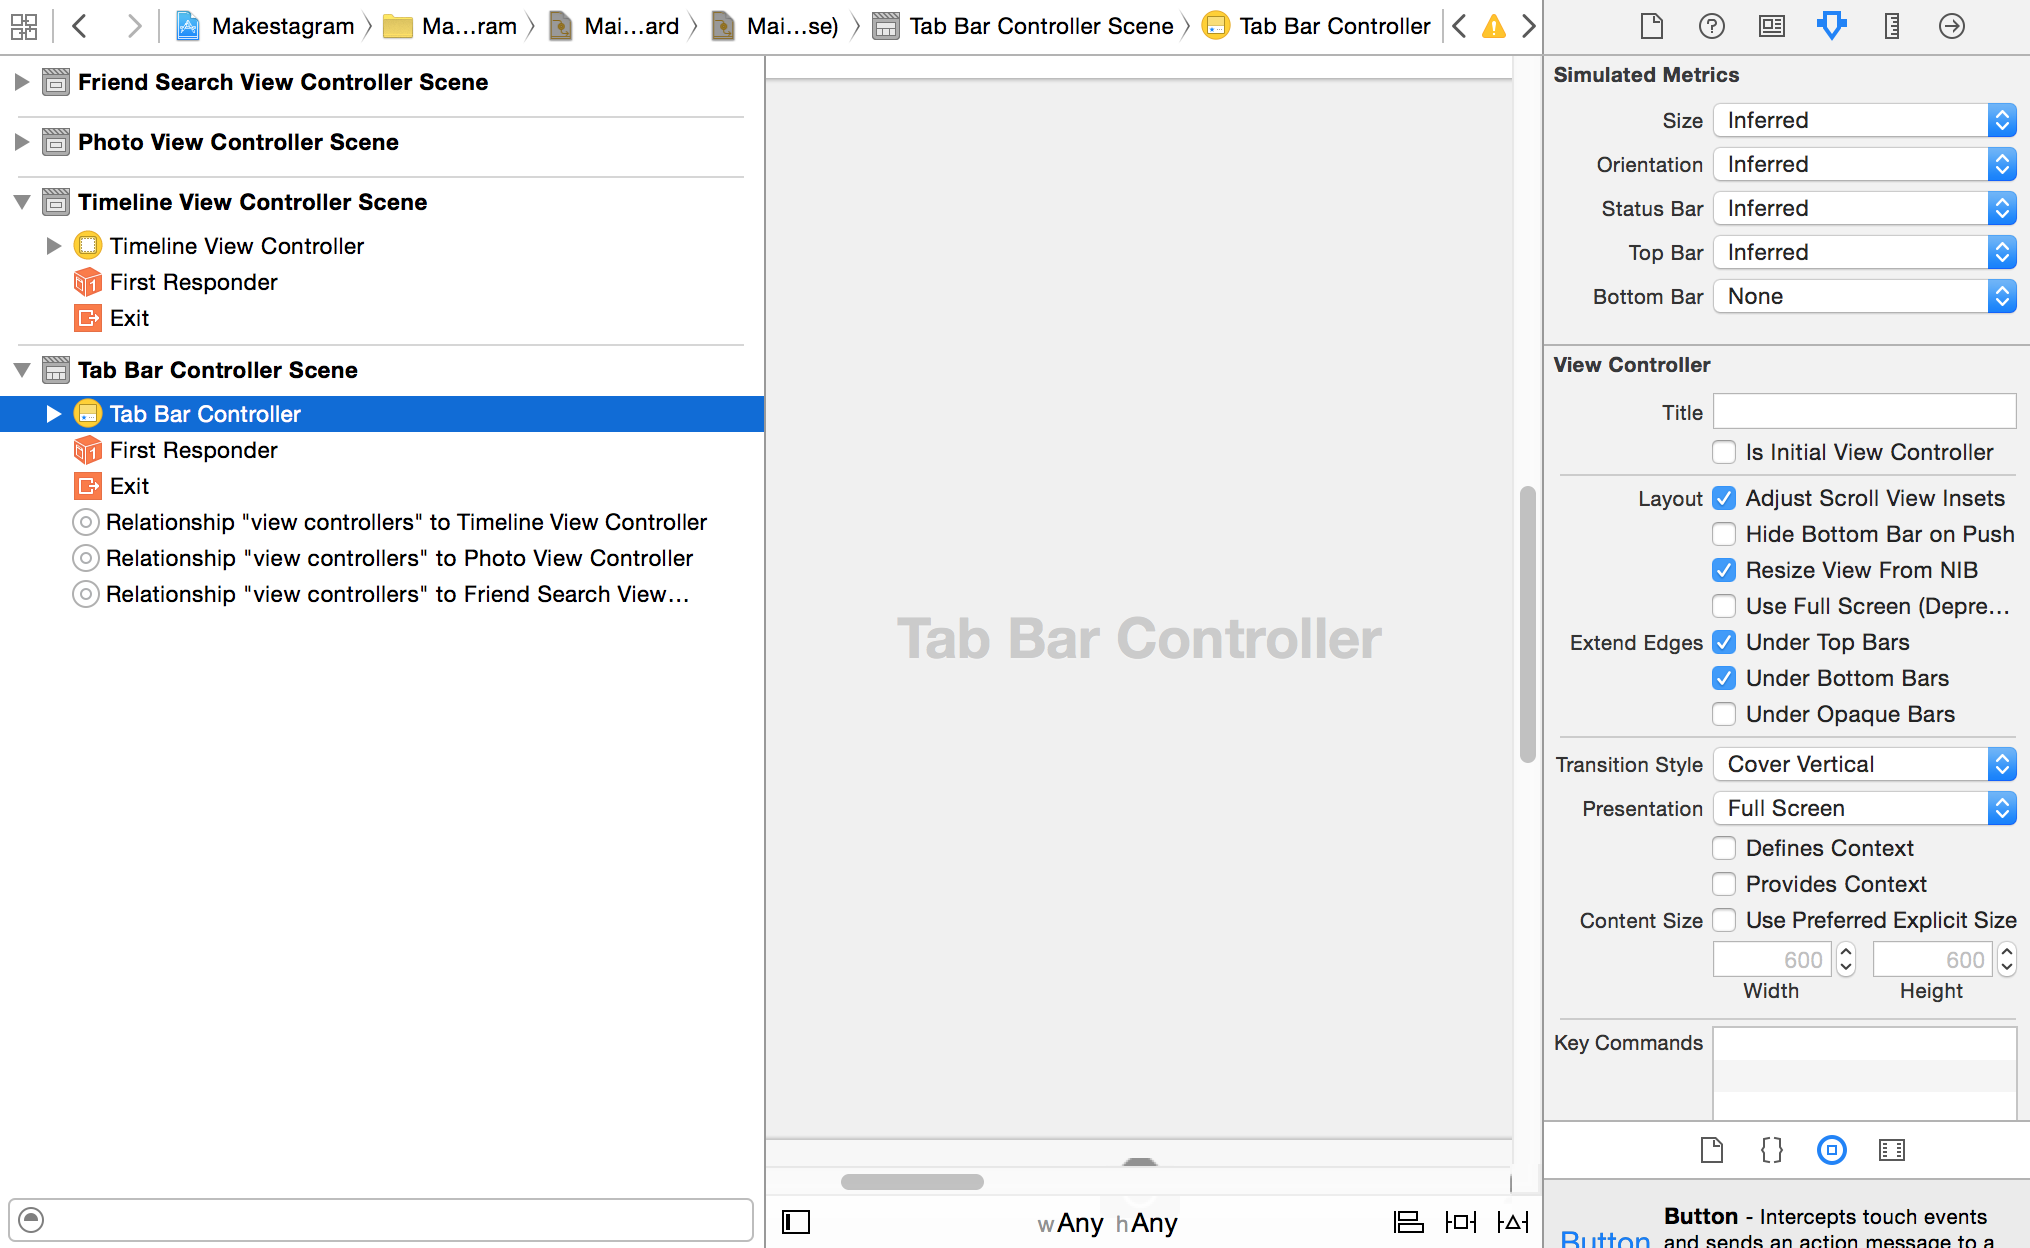 Makestagram Ma...ram Mai...ard Mai...se) Tab Bar Controller Scene Tab Bar Controller
Friend Search View Controller Scene
Photo View Controller Scene
Timeline View Controller Scene
Timeline View Controller
First Responder
Exit
Tab Bar Controller Scene
Tab Bar Controller
First Responder
Exit
Relationship "view controllers" to Timeline View Controller
Relationship "view controllers" to Photo View Controller
Relationship "view controllers" to Friend Search View...
Tab Bar Controller
wAny hAny
Simulated Metrics
Size Inferred
Orientation Inferred
Status Bar Inferred
Top Bar Inferred
Bottom Bar None
View Controller
Title
Is Initial View Controller
Layout Adjust Scroll View Insets
Hide Bottom Bar on Push
Resize View From NIB
Use Full Screen (Depre...
Extend Edges Under Top Bars
Under Bottom Bars
Under Opaque Bars
Transition Style Cover Vertical
Presentation Full Screen
Defines Context
Provides Context
Content Size Use Preferred Explicit Size
600 600
Width Height
Key Commands
{}
Button - Intercepts touch events
Button and sends an action message to a